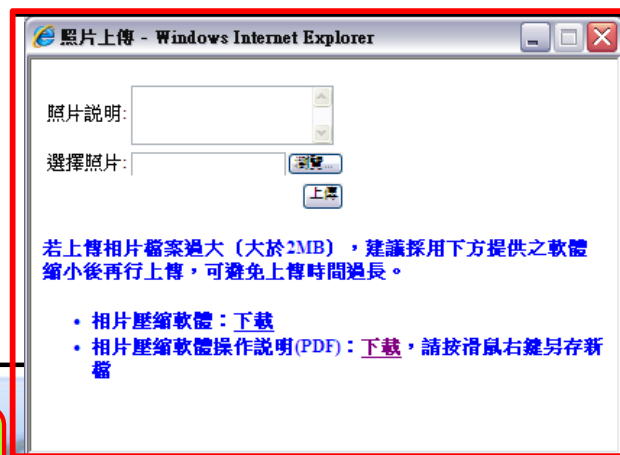 照片上傳 - Windows Internet Explorer
照片說明:
選擇照片:
瀏覽...
上傳
若上傳相片檔案過大〔大於2MB〕，建議採用下方提供之軟體
縮小後再行上傳，可避免上傳時間過長。
• 相片壓縮軟體：下載
• 相片壓縮軟體操作說明(PDF)：下載，請按滑鼠右鍵另存新
檔